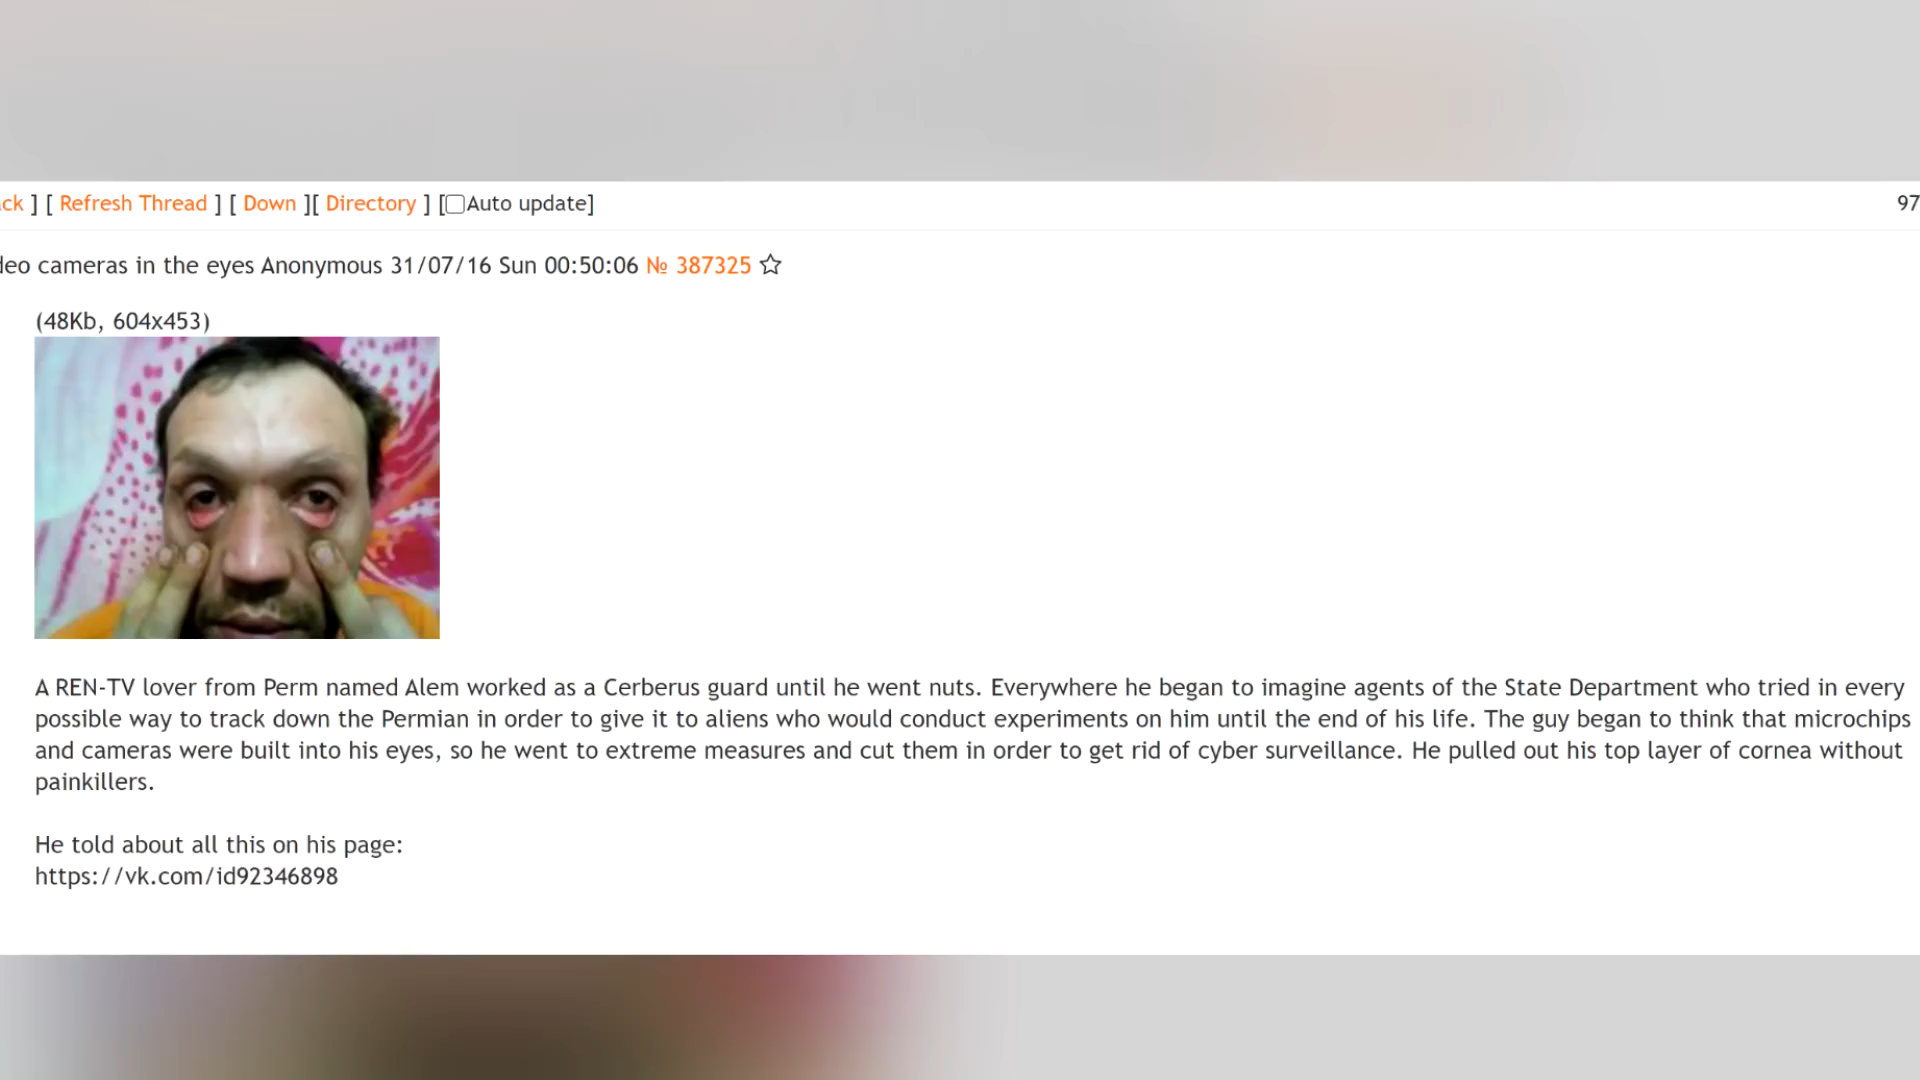 ck ] [ Refresh Thread ] [ Down ][ Directory ] [ Auto update]
97
deo cameras in the eyes Anonymous 31/07/16 Sun 00:50:06 № 387325
(48Kb, 604x453)
A REN-TV lover from Perm named Alem worked as a Cerberus guard until he went nuts. Everywhere he began to imagine agents of the State Department who tried in every
possible way to track down the Permian in order to give it to aliens who would conduct experiments on him until the end of his life. The guy began to think that microchips
and cameras were built into his eyes, so he went to extreme measures and cut them in order to get rid of cyber surveillance. He pulled out his top layer of cornea without
painkillers.
He told about all this on his page:
https://vk.com/id92346898